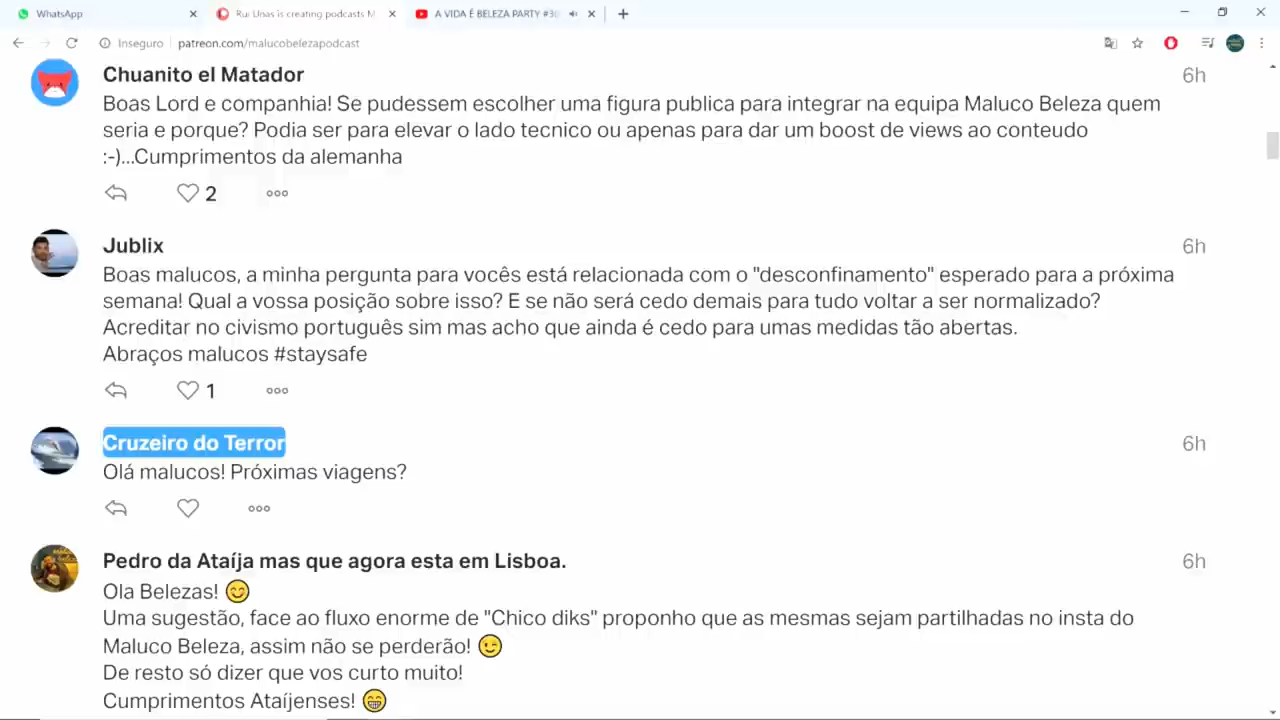 WhatsApp
Rui Unas is creating podcasts M
A VIDA É BELEZA PARTY #30
Inseguro
patreon.com/malucobelezapodcast
Chuanito el Matador
6h
Boas Lord e companhia! Se pudessem escolher uma figura publica para integrar na equipa Maluco Beleza quem
seria e porque? Podia ser para elevar o lado tecnico ou apenas para dar um boost de views ao conteudo
:-)...Cumprimentos da alemanha
2
Jublix
6h
Boas malucos, a minha pergunta para vocês está relacionada com o "desconfinamento" esperado para a próxima
semana! Qual a vossa posição sobre isso? E se não será cedo demais para tudo voltar a ser normalizado?
Acreditar no civismo português sim mas acho que ainda é cedo para umas medidas tão abertas.
Abraços malucos #staysafe
1
Cruzeiro do Terror
6h
Olá malucos! Próximas viagens?
Pedro da Ataíja mas que agora esta em Lisboa.
6h
Ola Belezas! 😊
Uma sugestão, face ao fluxo enorme de "Chico diks" proponho que as mesmas sejam partilhadas no insta do
Maluco Beleza, assim não se perderão! 😉
De resto só dizer que vos curto muito!
Cumprimentos Ataíjenses! 😁